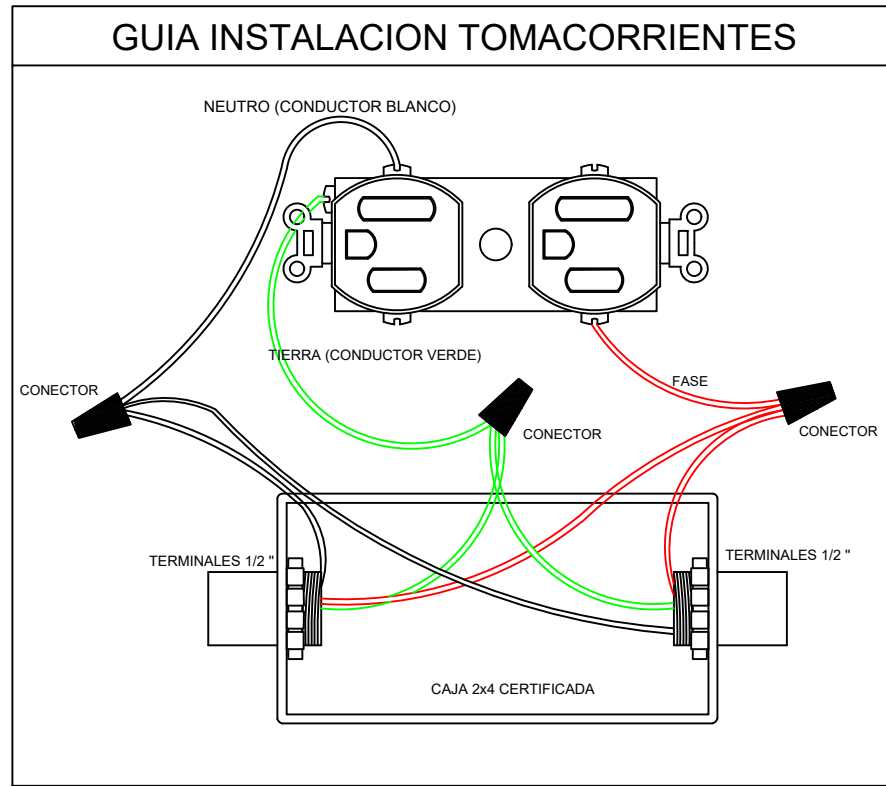 GUIA INSTALACION TOMACORRIENTES
NEUTRO (CONDUCTOR BLANCO)
TIERRA (CONDUCTOR VERDE)
FASE
CONECTOR
CONECTOR
CONECTOR
TERMINALES 1/2 "
TERMINALES 1/2 "
CAJA 2x4 CERTIFICADA